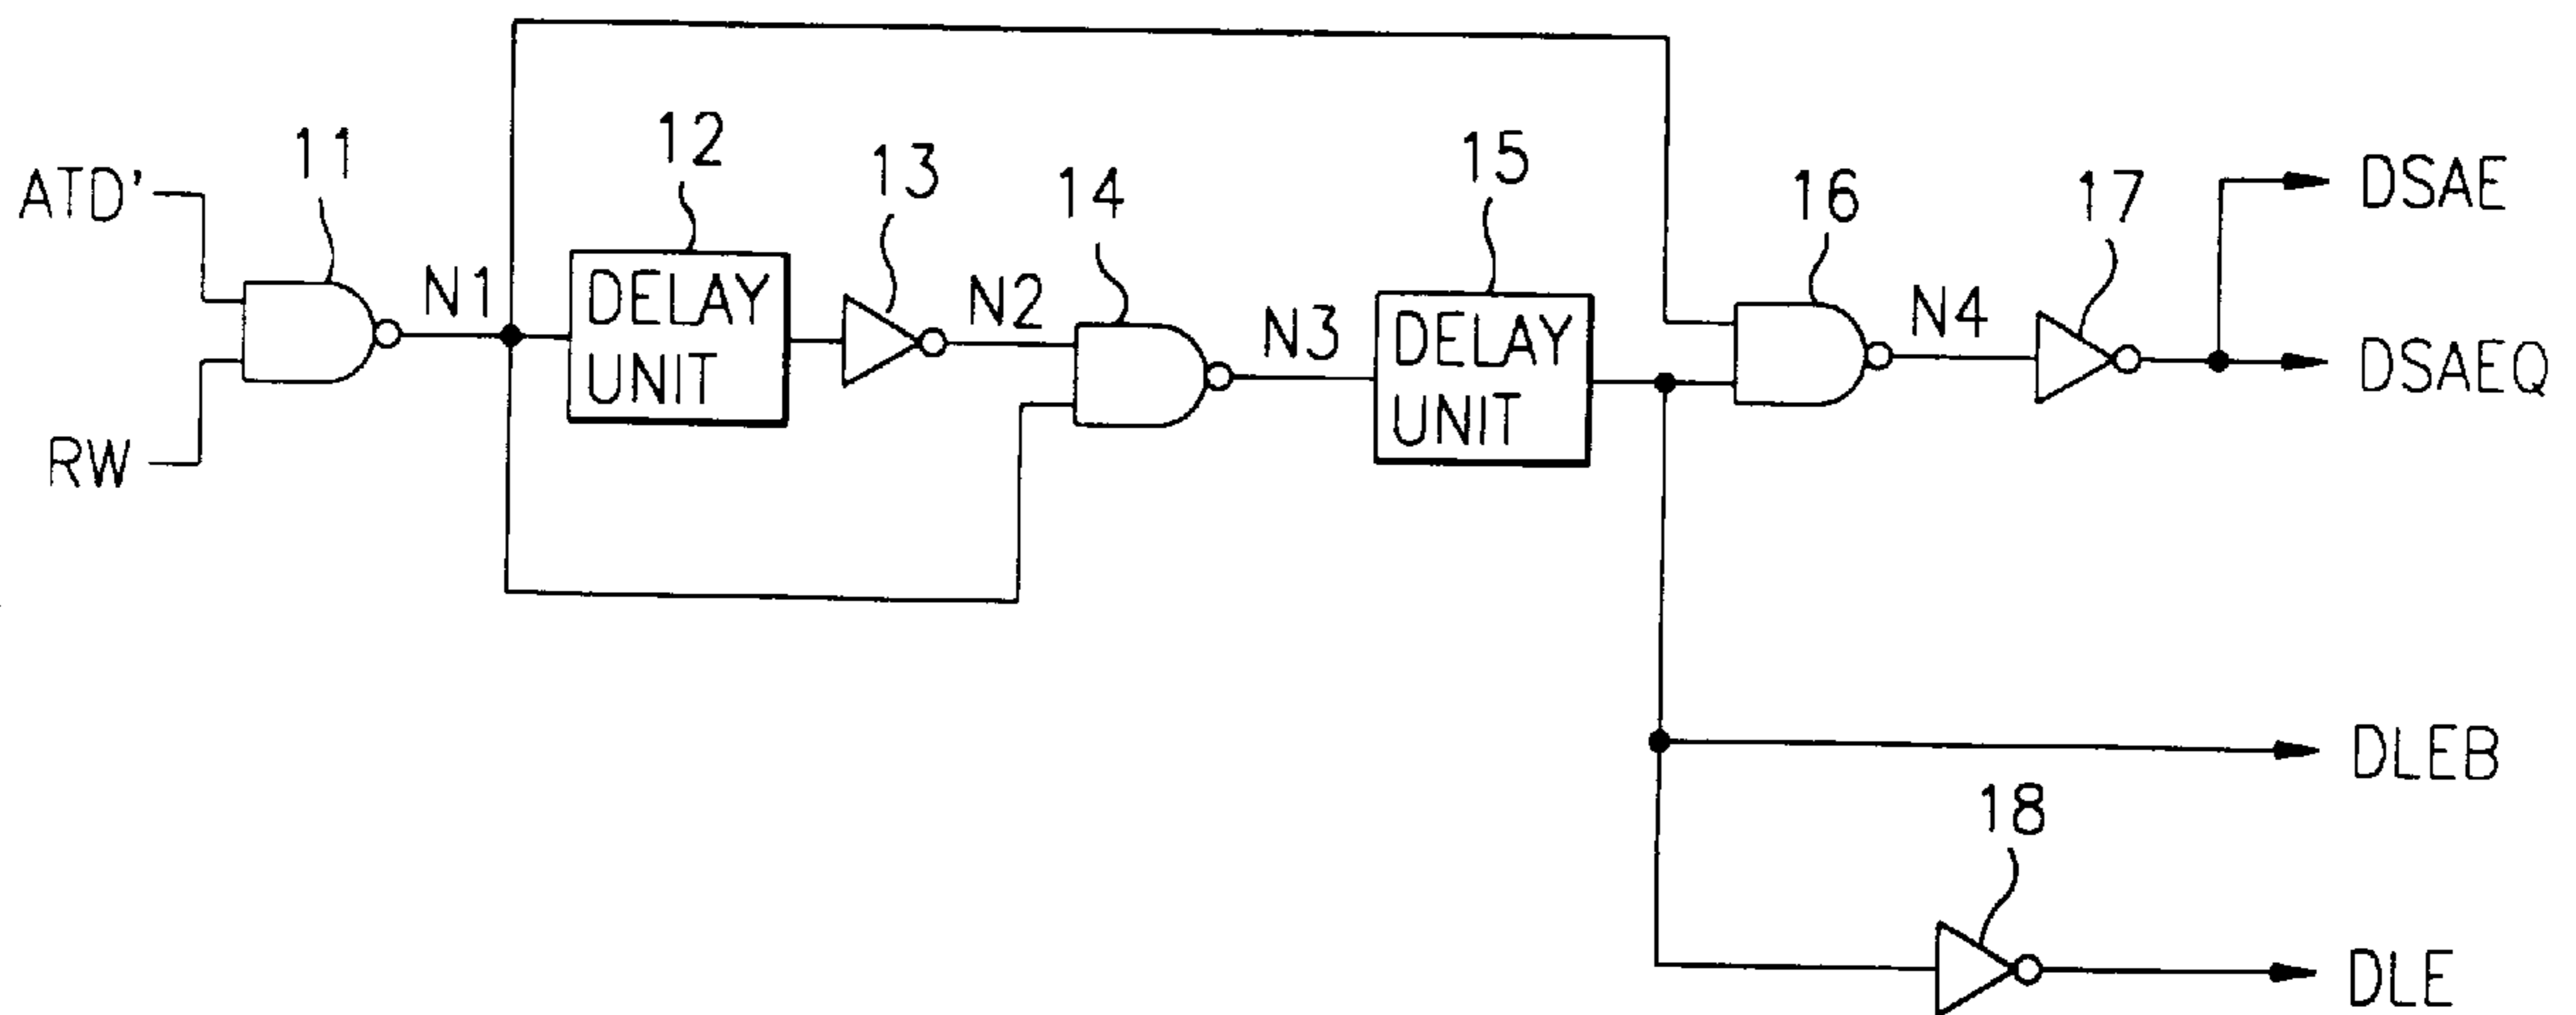 ATD'
RW
11
N1
12
DELAY
UNIT
13
N2
14
N3
15
DELAY
UNIT
16
N4
17
DSAE
DSAEQ
DLEB
18
DLE